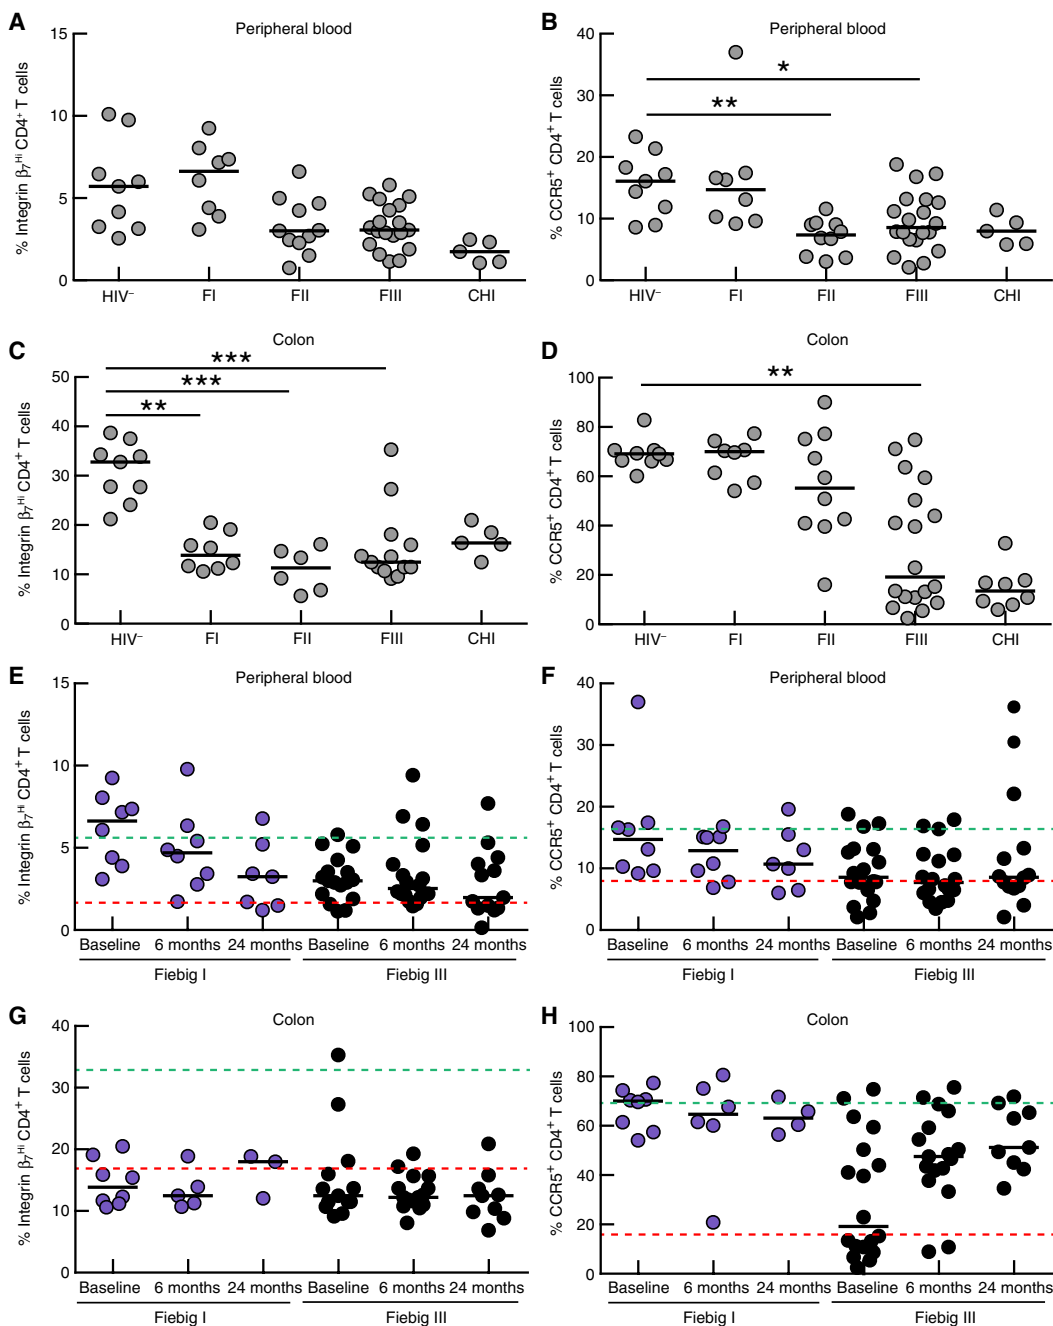 A
Peripheral blood
% Integrin β₇ᴴⁱ CD4⁺ T cells
15
10
5
0
HIV⁻ FI FII FIII CHI
B
Peripheral blood
% CCR5⁺ CD4⁺ T cells
40
30
20
10
0
*
**
HIV⁻ FI FII FIII CHI
C
Colon
% Integrin β₇ᴴⁱ CD4⁺ T cells
50
40
30
20
10
0
***
***
**
HIV⁻ FI FII FIII CHI
D
Colon
% CCR5⁺ CD4⁺ T cells
100
80
60
40
20
0
**
HIV⁻ FI FII FIII CHI
E
Peripheral blood
% Integrin β₇ᴴⁱ CD4⁺ T cells
15
10
5
0
Baseline 6 months 24 months Baseline 6 months 24 months
Fiebig I Fiebig III
F
Peripheral blood
% CCR5⁺ CD4⁺ T cells
40
30
20
10
0
Baseline 6 months 24 months Baseline 6 months 24 months
Fiebig I Fiebig III
G
Colon
% Integrin β₇ᴴⁱ CD4⁺ T cells
40
30
20
10
0
Baseline 6 months 24 months Baseline 6 months 24 months
Fiebig I Fiebig III
H
Colon
% CCR5⁺ CD4⁺ T cells
100
80
60
40
20
0
Baseline 6 months 24 months Baseline 6 months 24 months
Fiebig I Fiebig III